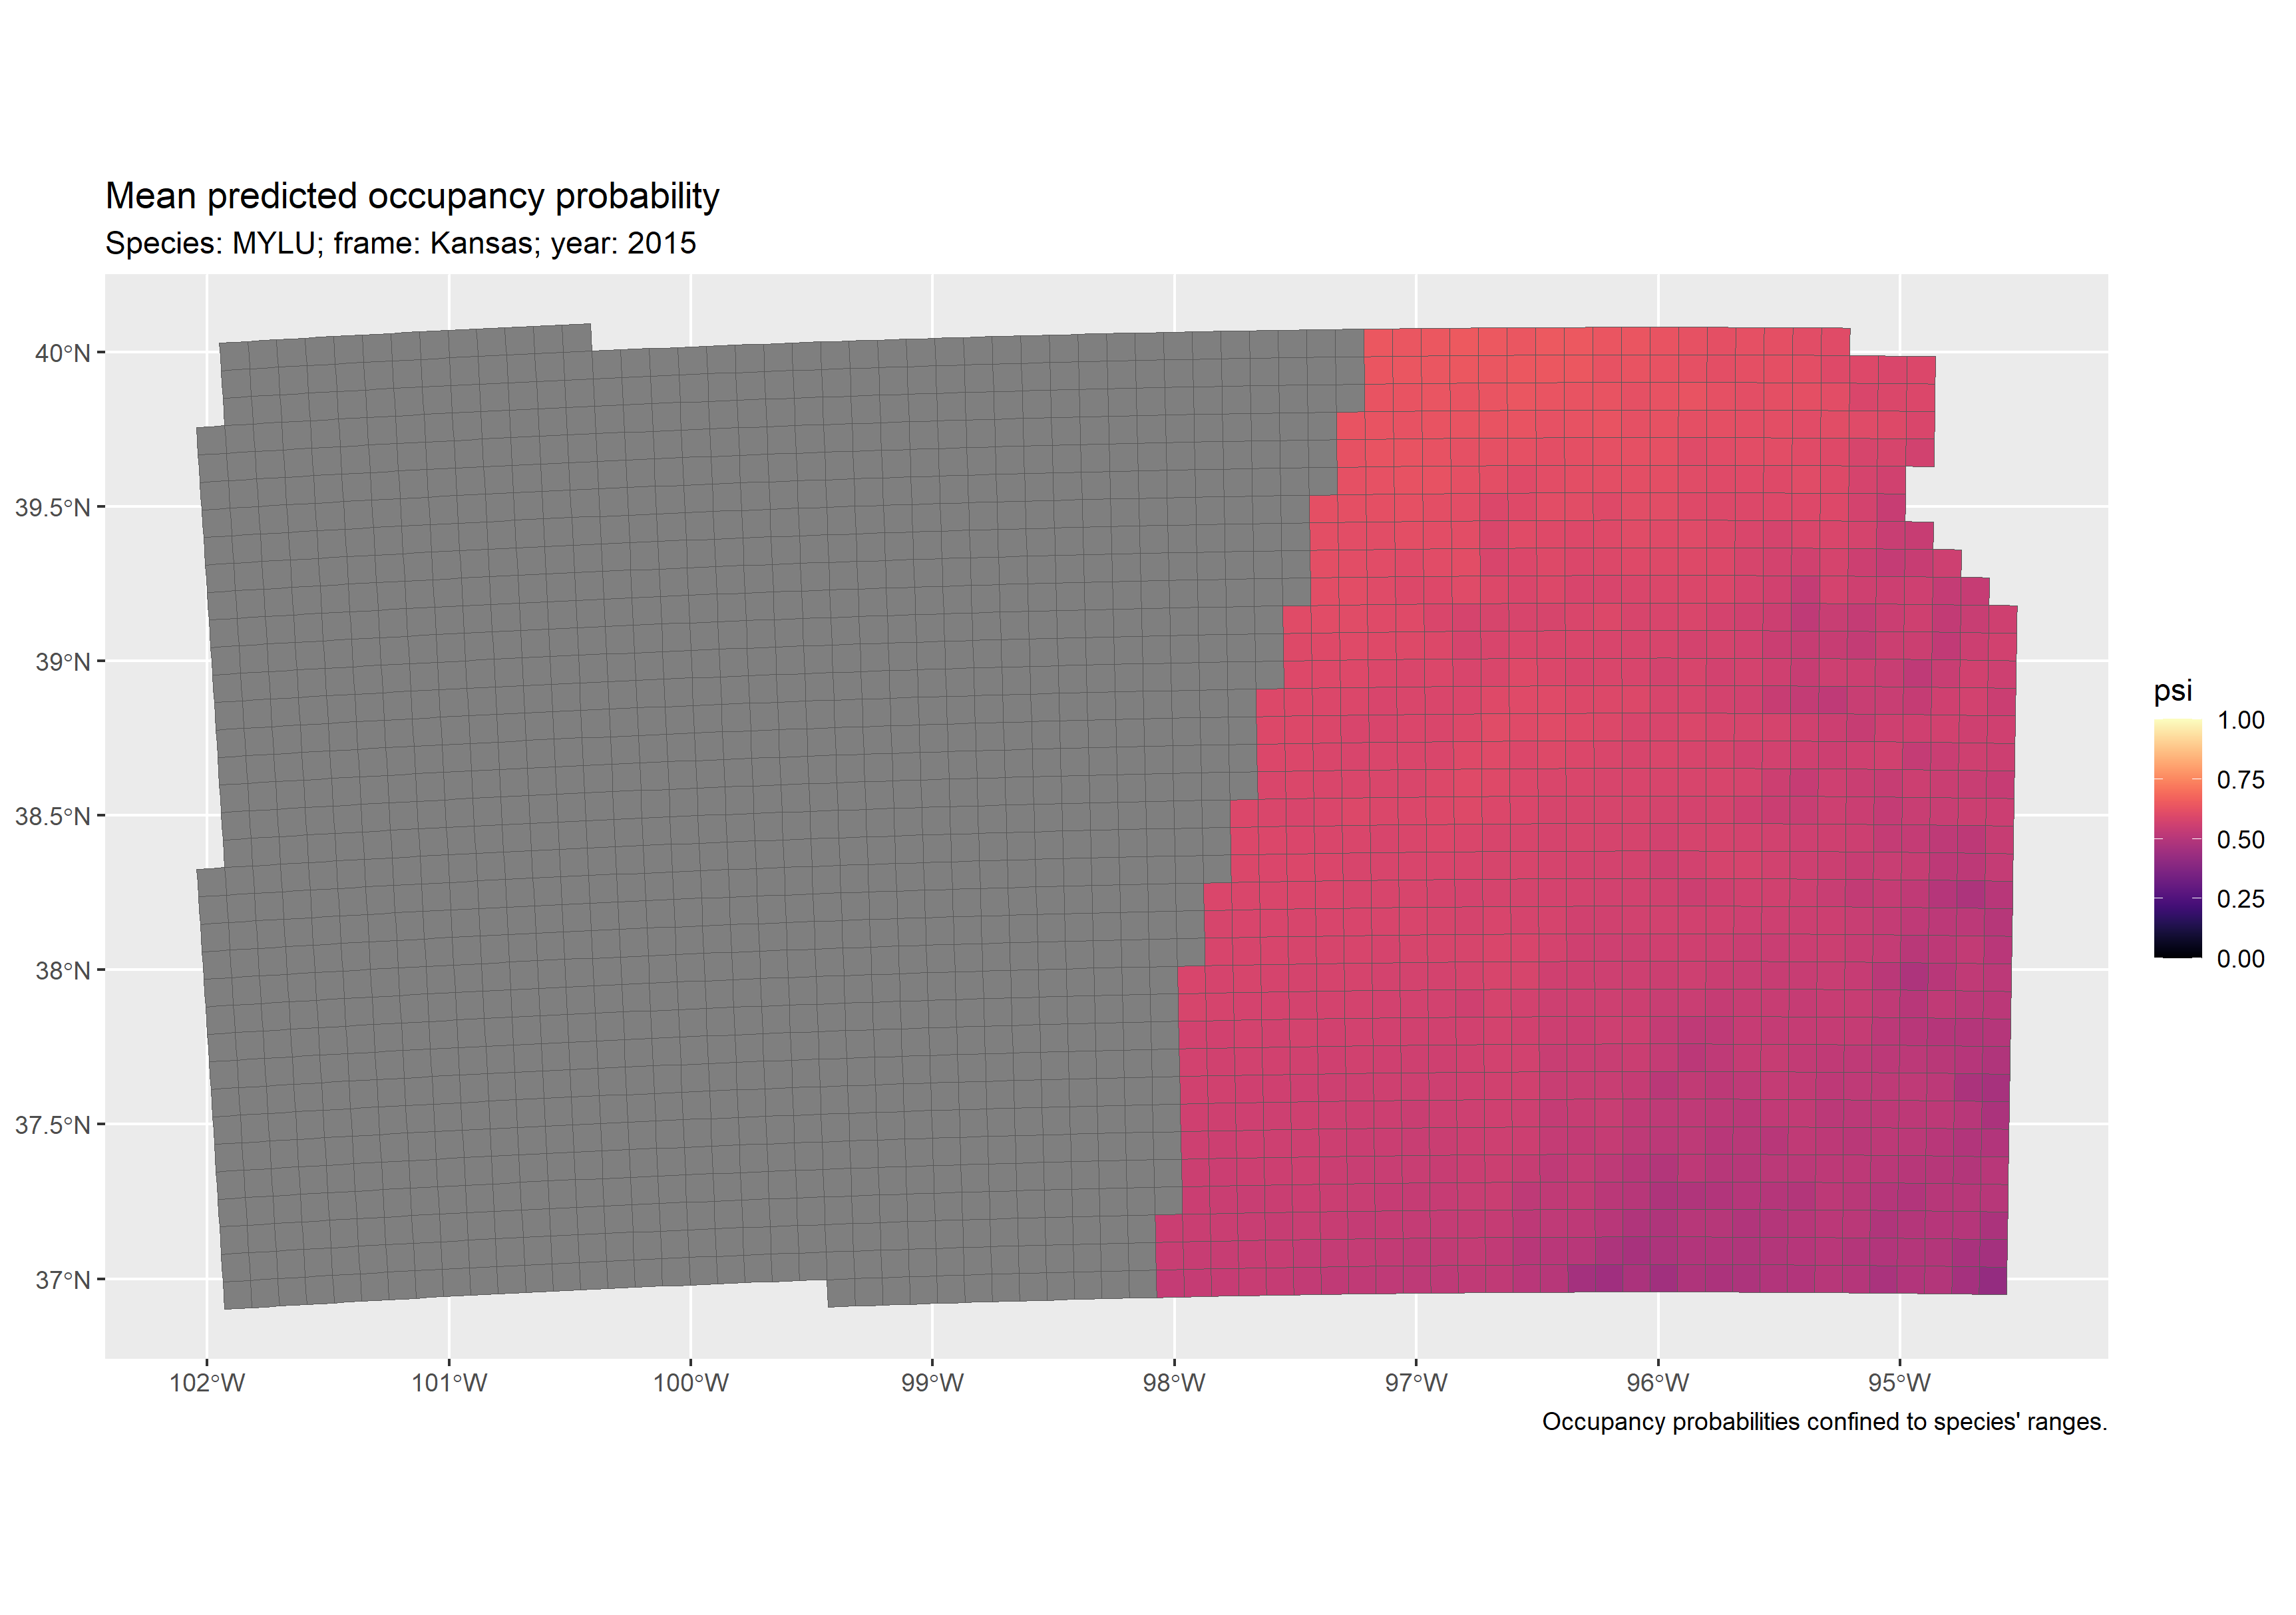 Mean predicted occupancy probability
Species: MYLU; frame: Kansas; year: 2015
40°N
39.5°N
39°N
38.5°N
38°N
37.5°N
37°N
102°W
101°W
100°W
99°W
98°W
97°W
96°W
95°W
psi
1.00
0.75
0.50
0.25
0.00
Occupancy probabilities confined to species' ranges.